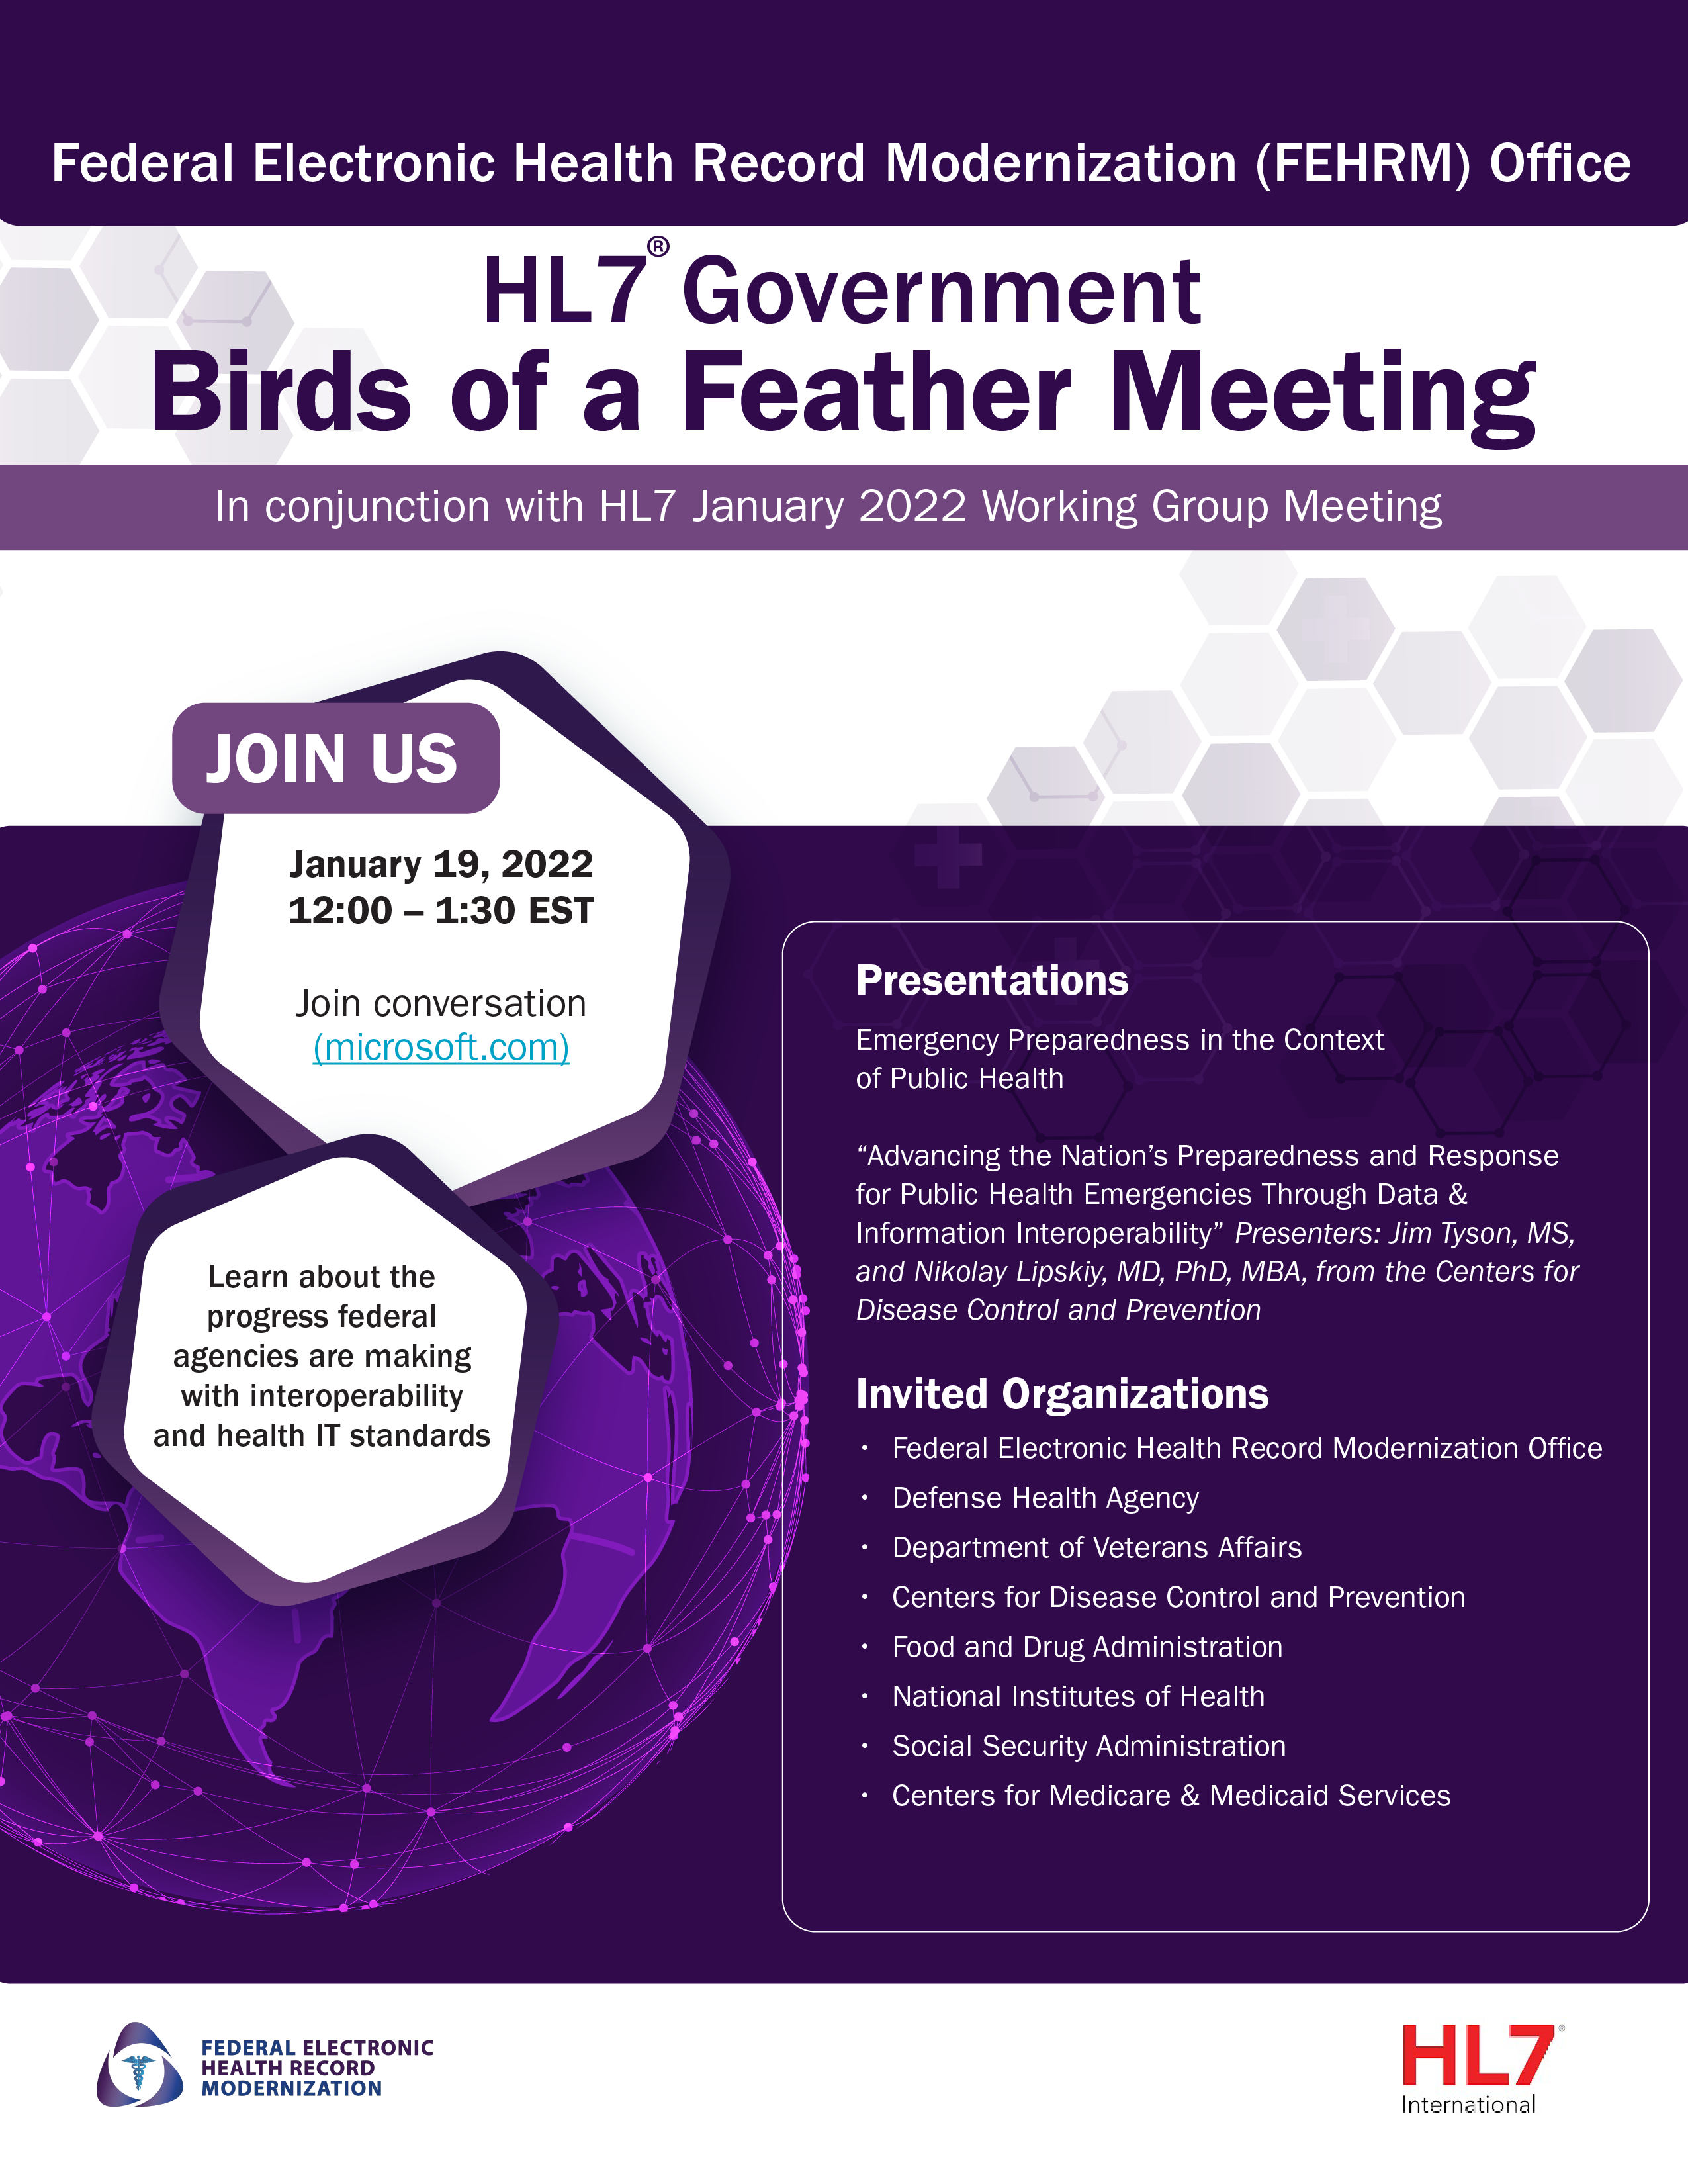 Federal Electronic Health Record Modernization (FEHRM) Office
HL7® Government
Birds of a Feather Meeting
In conjunction with HL7 January 2022 Working Group Meeting
JOIN US
January 19, 2022
12:00 – 1:30 EST
Join conversation
(microsoft.com)
Learn about the
progress federal
agencies are making
with interoperability
and health IT standards
Presentations
Emergency Preparedness in the Context
of Public Health
“Advancing the Nation’s Preparedness and Response
for Public Health Emergencies Through Data &
Information Interoperability” Presenters: Jim Tyson, MS,
and Nikolay Lipskiy, MD, PhD, MBA, from the Centers for
Disease Control and Prevention
Invited Organizations
• Federal Electronic Health Record Modernization Office
• Defense Health Agency
• Department of Veterans Affairs
• Centers for Disease Control and Prevention
• Food and Drug Administration
• National Institutes of Health
• Social Security Administration
• Centers for Medicare & Medicaid Services
FEDERAL ELECTRONIC
HEALTH RECORD
MODERNIZATION
HL7®
International